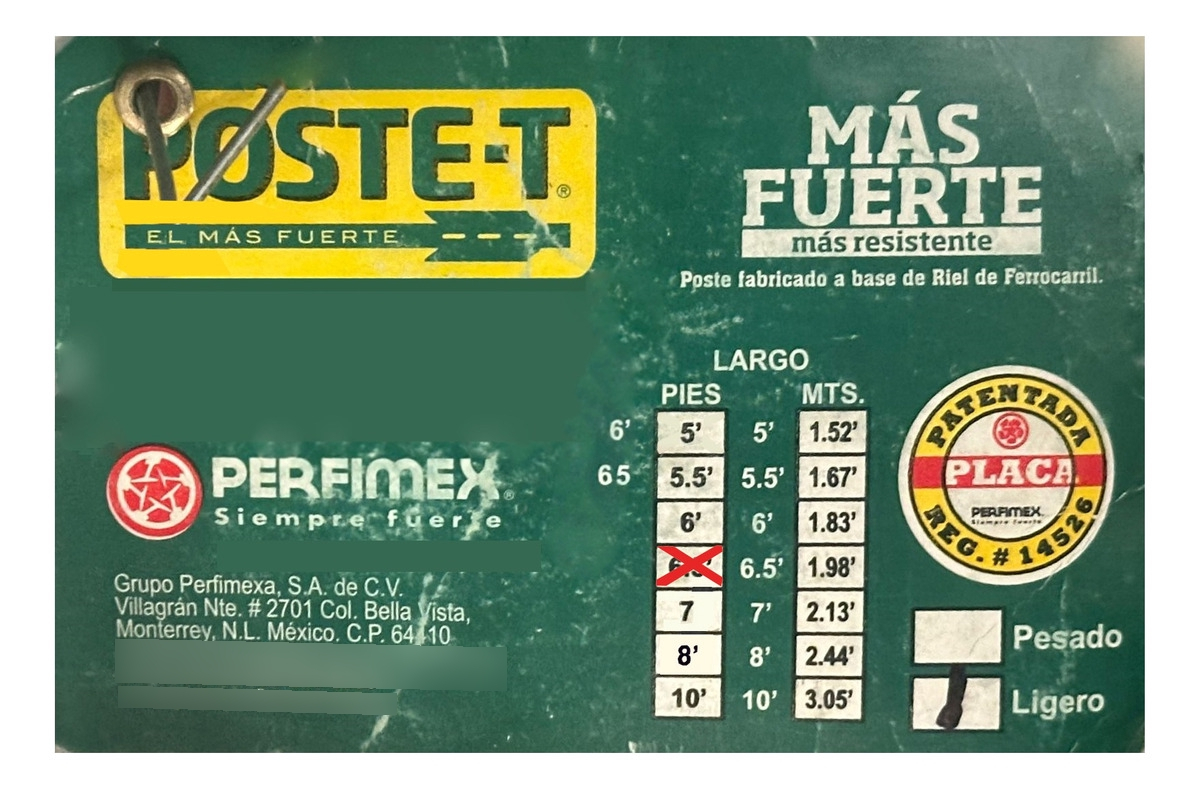 POSTE-T®
EL MÁS FUERTE
MÁS
FUERTE
más resistente
Poste fabricado a base de Riel de Ferrocarril.
PERFIMEX®
Siempre fuerte
Grupo Perfimexa, S.A. de C.V.
Villagrán Nte. # 2701 Col. Bella Vista,
Monterrey, N.L. México. C.P. 64410
LARGO
PIES MTS.
6' 5' 5' 1.52'
65 5.5' 5.5' 1.67'
6' 6' 1.83'
6.5' 1.98'
7 7' 2.13'
8' 8' 2.44'
10' 10' 3.05'
PATENTADA
PLACA
PERFIMEX
Siempre fuerte
REG. # 14526
Pesado
Ligero